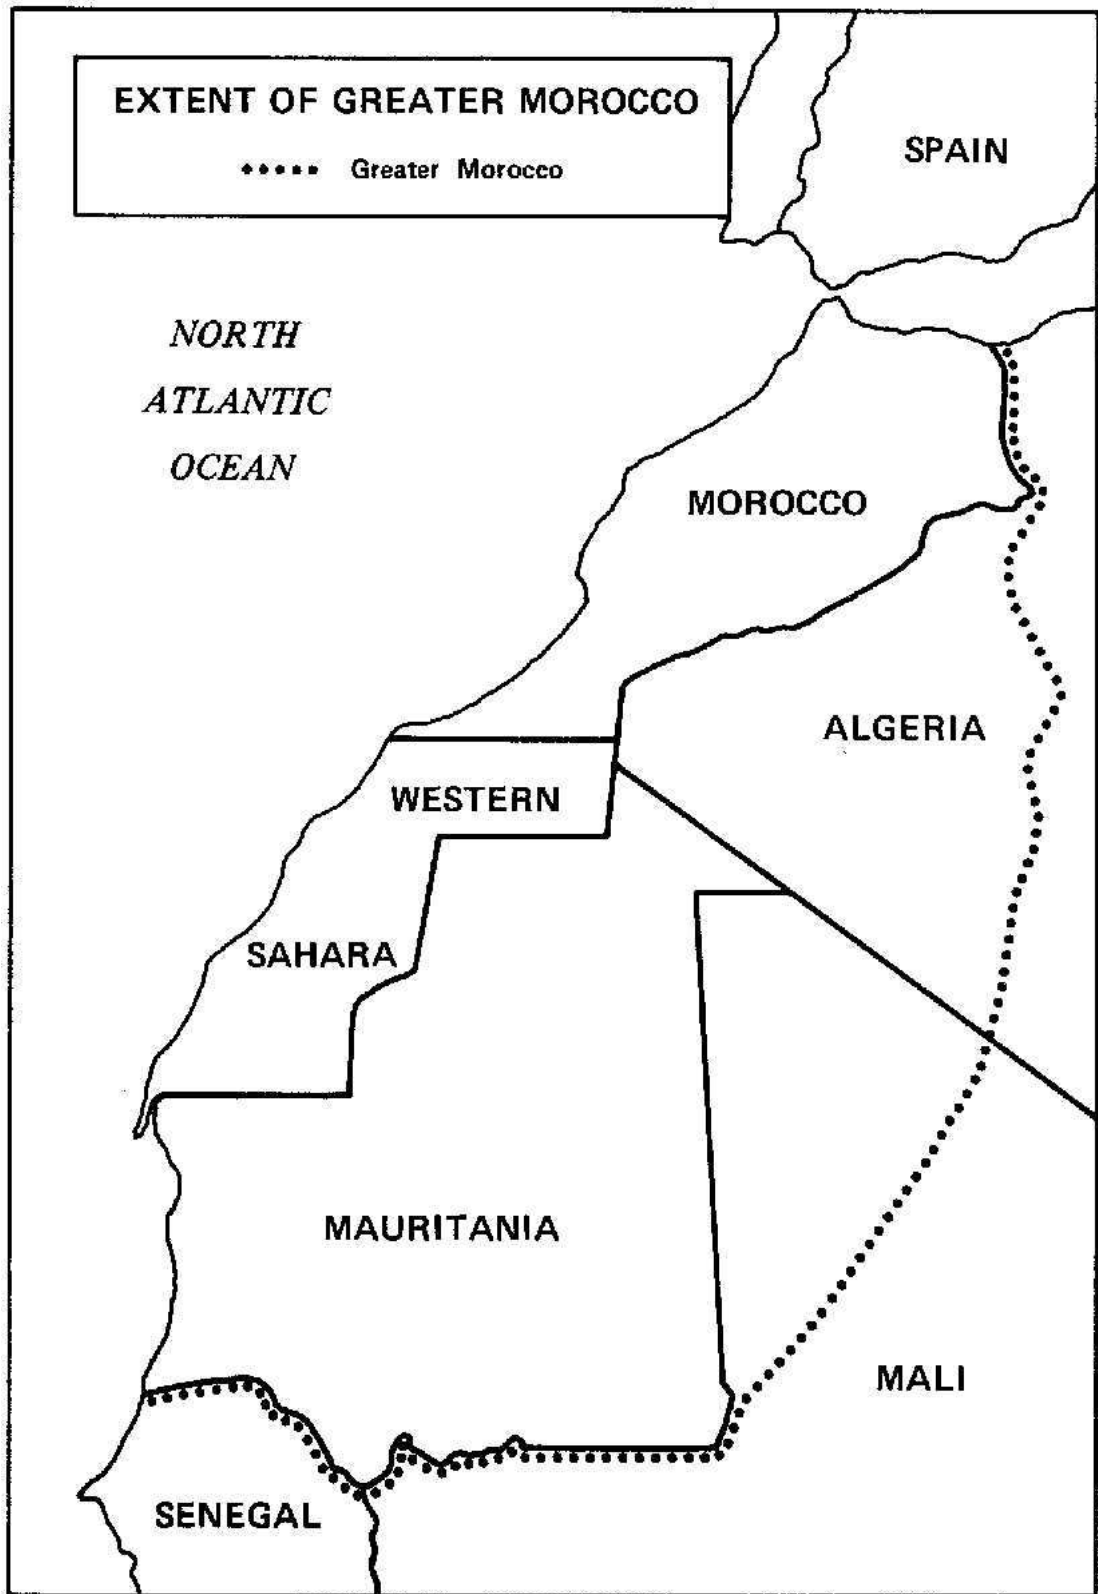 EXTENT OF GREATER MOROCCO
Greater Morocco
SPAIN
NORTH
ATLANTIC
OCEAN
MOROCCO
ALGERIA
WESTERN
SAHARA
MAURITANIA
MALI
SENEGAL